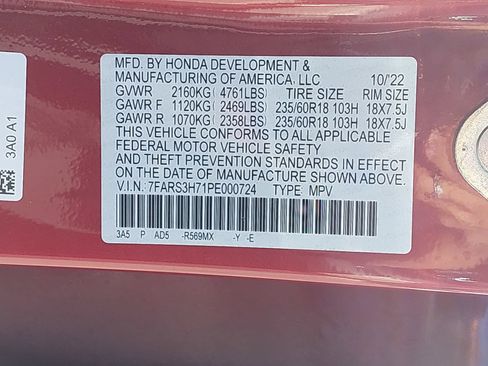 MFD. BY HONDA DEVELOPMENT &
MANUFACTURING OF AMERICA, LLC 10/'22
GVWR 2160KG( 4761LBS) TIRE SIZE RIM SIZE
GAWR F 1120KG( 2469LBS) 235/60R18 103H 18X7.5J
GAWR R 1070KG( 2358LBS) 235/60R18 103H 18X7.5J
THIS VEHICLE CONFORMS TO ALL APPLICABLE
FEDERAL MOTOR VEHICLE SAFETY
AND THEFT PREVENTION STANDARDS IN EFFECT
ON THE DATE OF MANUFACTURE SHOWN ABOVE.
V.I.N.: 7FARS3H71PE000724 TYPE: MPV
3A5 P AD5 -R569MX -Y -E
3A0 A1